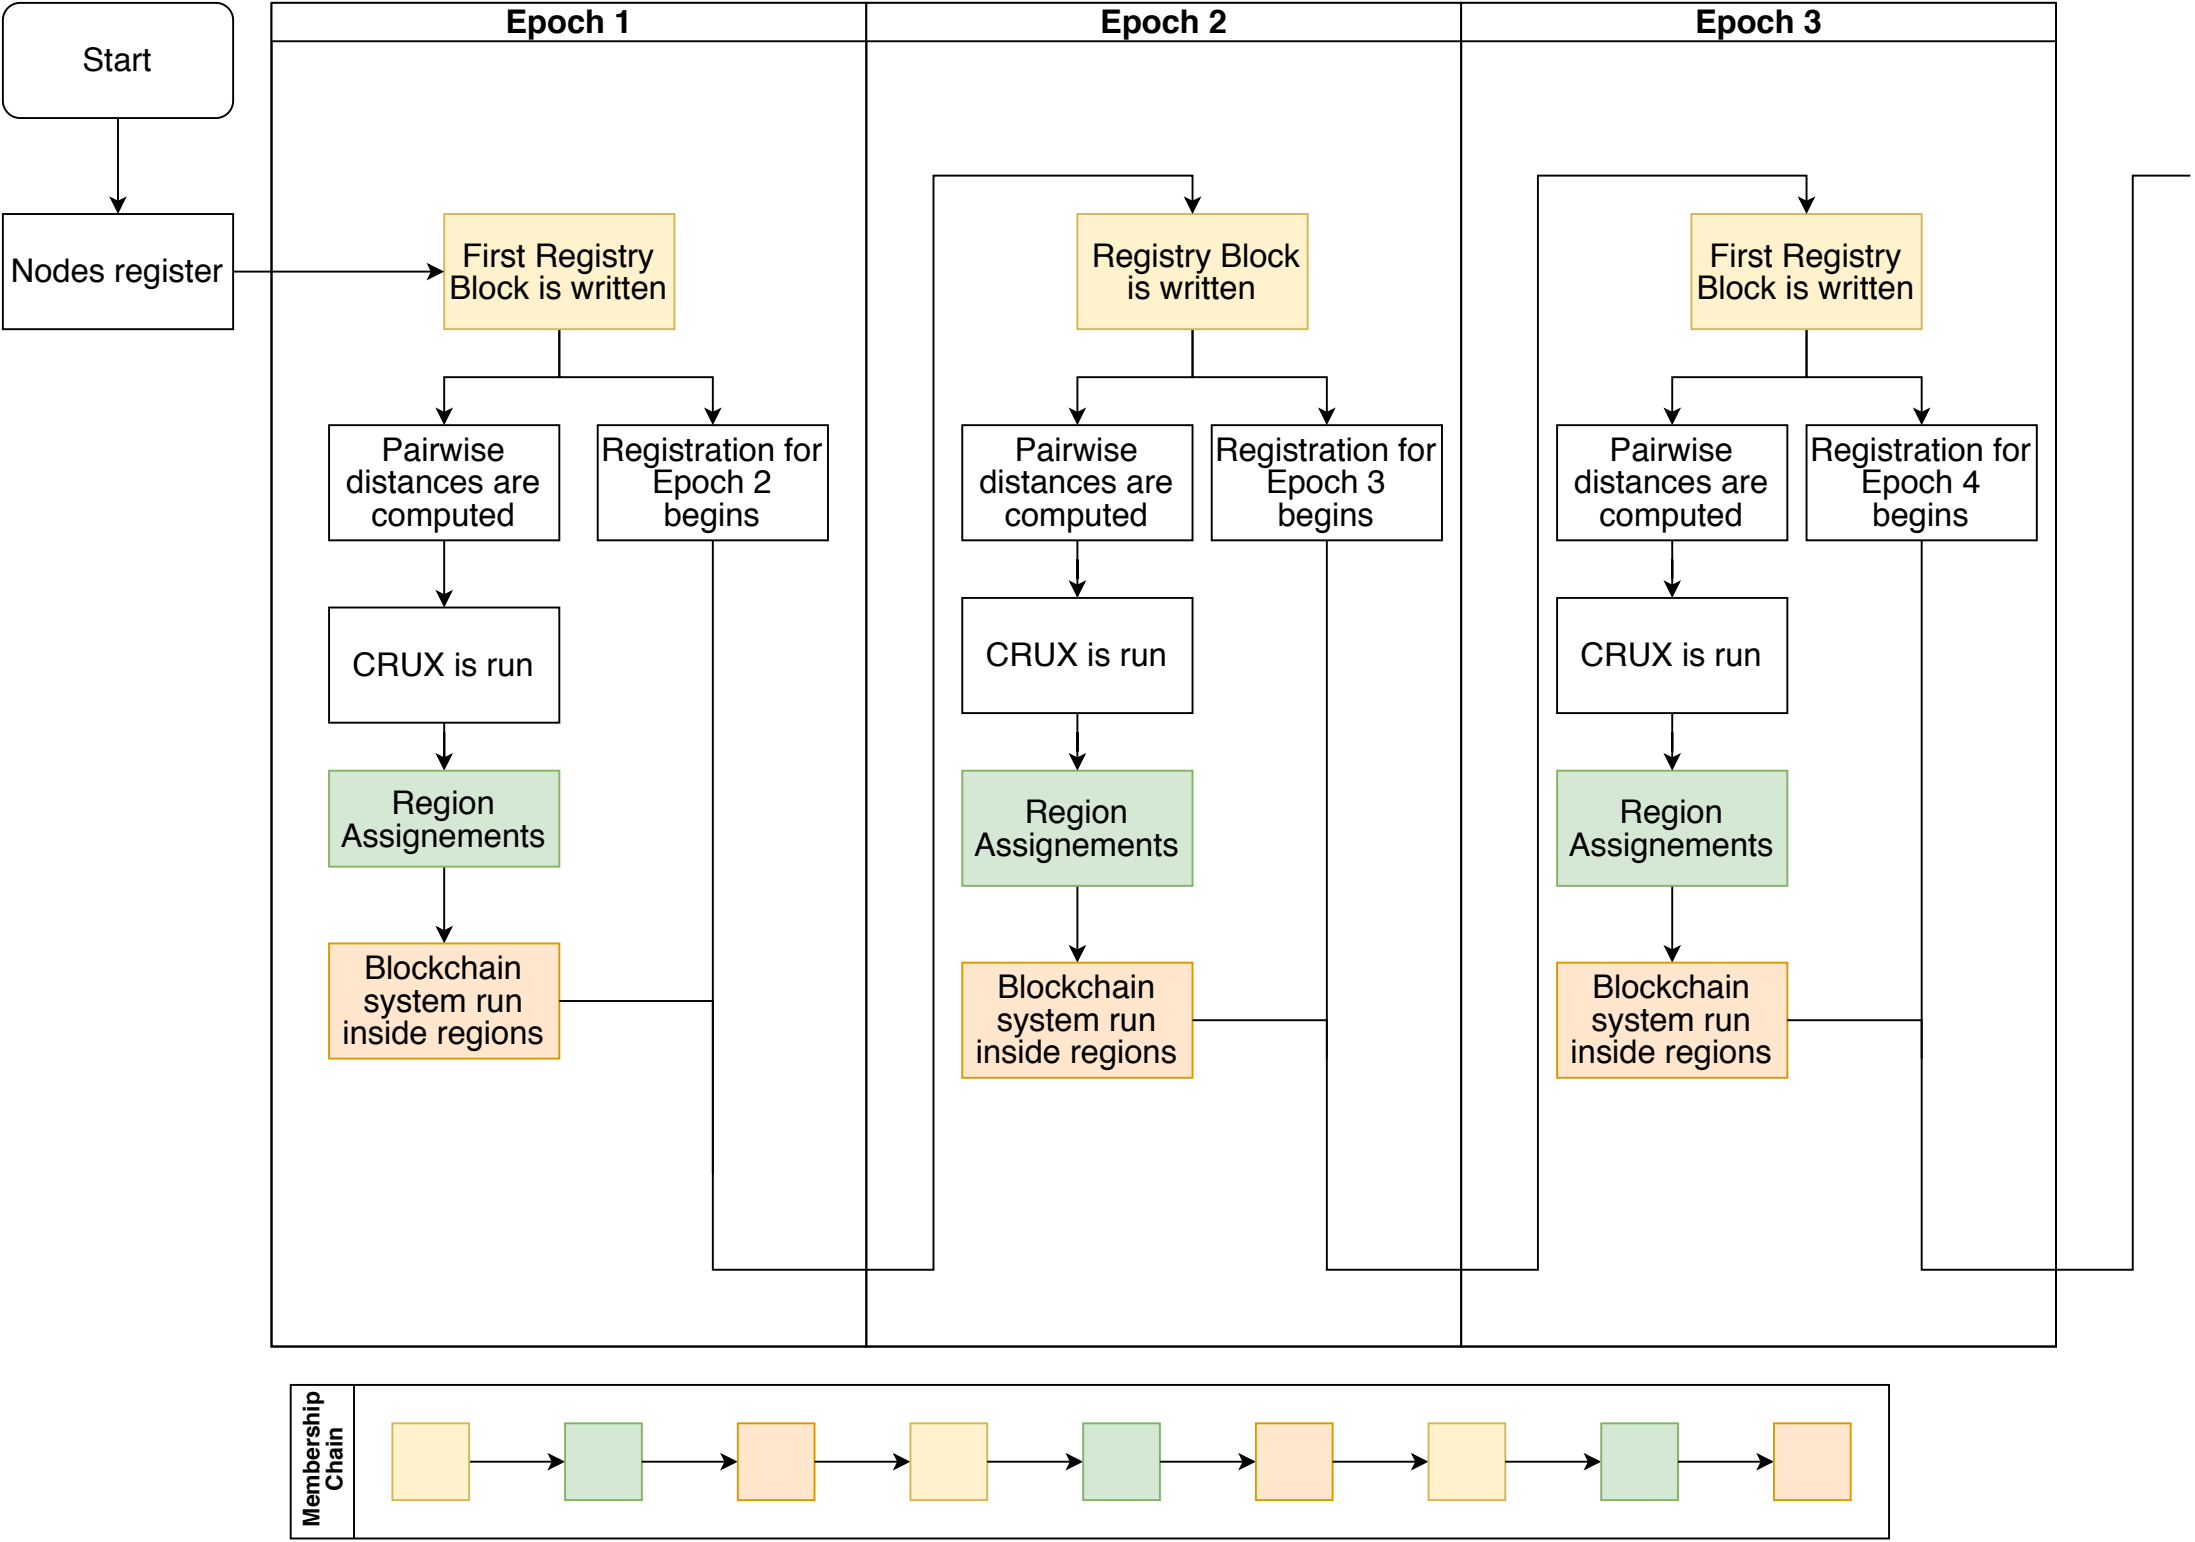 Start
Nodes register
Epoch 1
First Registry
Block is written
Pairwise
distances are
computed
Registration for
Epoch 2
begins
CRUX is run
Region
Assignements
Blockchain
system run
inside regions
Epoch 2
Registry Block
is written
Pairwise
distances are
computed
Registration for
Epoch 3
begins
CRUX is run
Region
Assignements
Blockchain
system run
inside regions
Epoch 3
First Registry
Block is written
Pairwise
distances are
computed
Registration for
Epoch 4
begins
CRUX is run
Region
Assignements
Blockchain
system run
inside regions
Membership
Chain